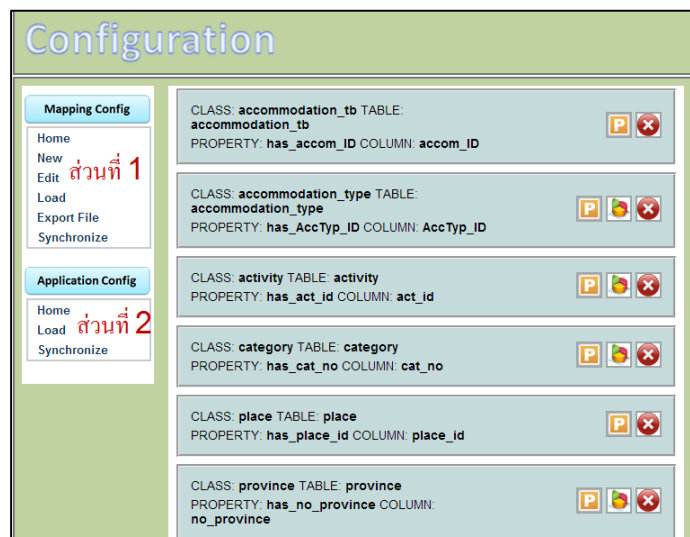 Configuration
Mapping Config
Home
New
Edit
ส่วนที่ 1
Load
Export File
Synchronize
Application Config
Home
Load
ส่วนที่ 2
Synchronize
CLASS: accommodation_tb TABLE:
accommodation_tb
PROPERTY: has_accom_ID COLUMN: accom_ID
P
CLASS: accommodation_type TABLE:
accommodation_type
PROPERTY: has_AccTyp_ID COLUMN: AccTyp_ID
P
CLASS: activity TABLE: activity
PROPERTY: has_act_id COLUMN: act_id
P
CLASS: category TABLE: category
PROPERTY: has_cat_no COLUMN: cat_no
P
CLASS: place TABLE: place
PROPERTY: has_place_id COLUMN: place_id
P
CLASS: province TABLE: province
PROPERTY: has_no_province COLUMN:
no_province
P